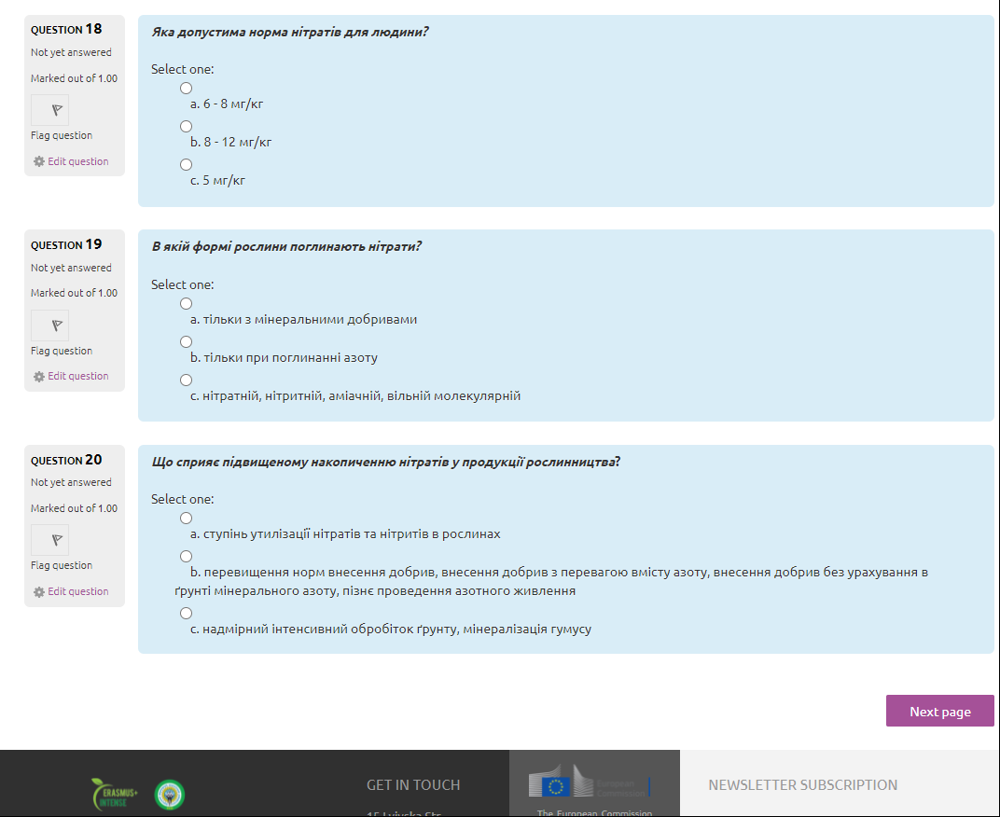 QUESTION 18
Not yet answered
Marked out of 1.00
Flag question
Edit question
Яка допустима норма нітратів для людини?
Select one:
a. 6 - 8 мг/кг
b. 8 - 12 мг/кг
c. 5 мг/кг
QUESTION 19
Not yet answered
Marked out of 1.00
Flag question
Edit question
В якій формі рослини поглинають нітрати?
Select one:
a. тільки з мінеральними добривами
b. тільки при поглинанні азоту
c. нітратній, нітритній, аміачній, вільній молекулярній
QUESTION 20
Not yet answered
Marked out of 1.00
Flag question
Edit question
Що сприяє підвищеному накопиченню нітратів у продукції рослинництва?
Select one:
a. ступінь утилізації нітратів та нітритів в рослинах
b. перевищення норм внесення добрив, внесення добрив з перевагою вмісту азоту, внесення добрив без урахування в
ґрунті мінерального азоту, пізнє проведення азотного живлення
c. надмірний інтенсивний обробіток ґрунту, мінералізація гумусу
Next page
ERASMUS+
INTENSE
GET IN TOUCH
15 Lvivska Str.
European
Commission
The European Commission
NEWSLETTER SUBSCRIPTION